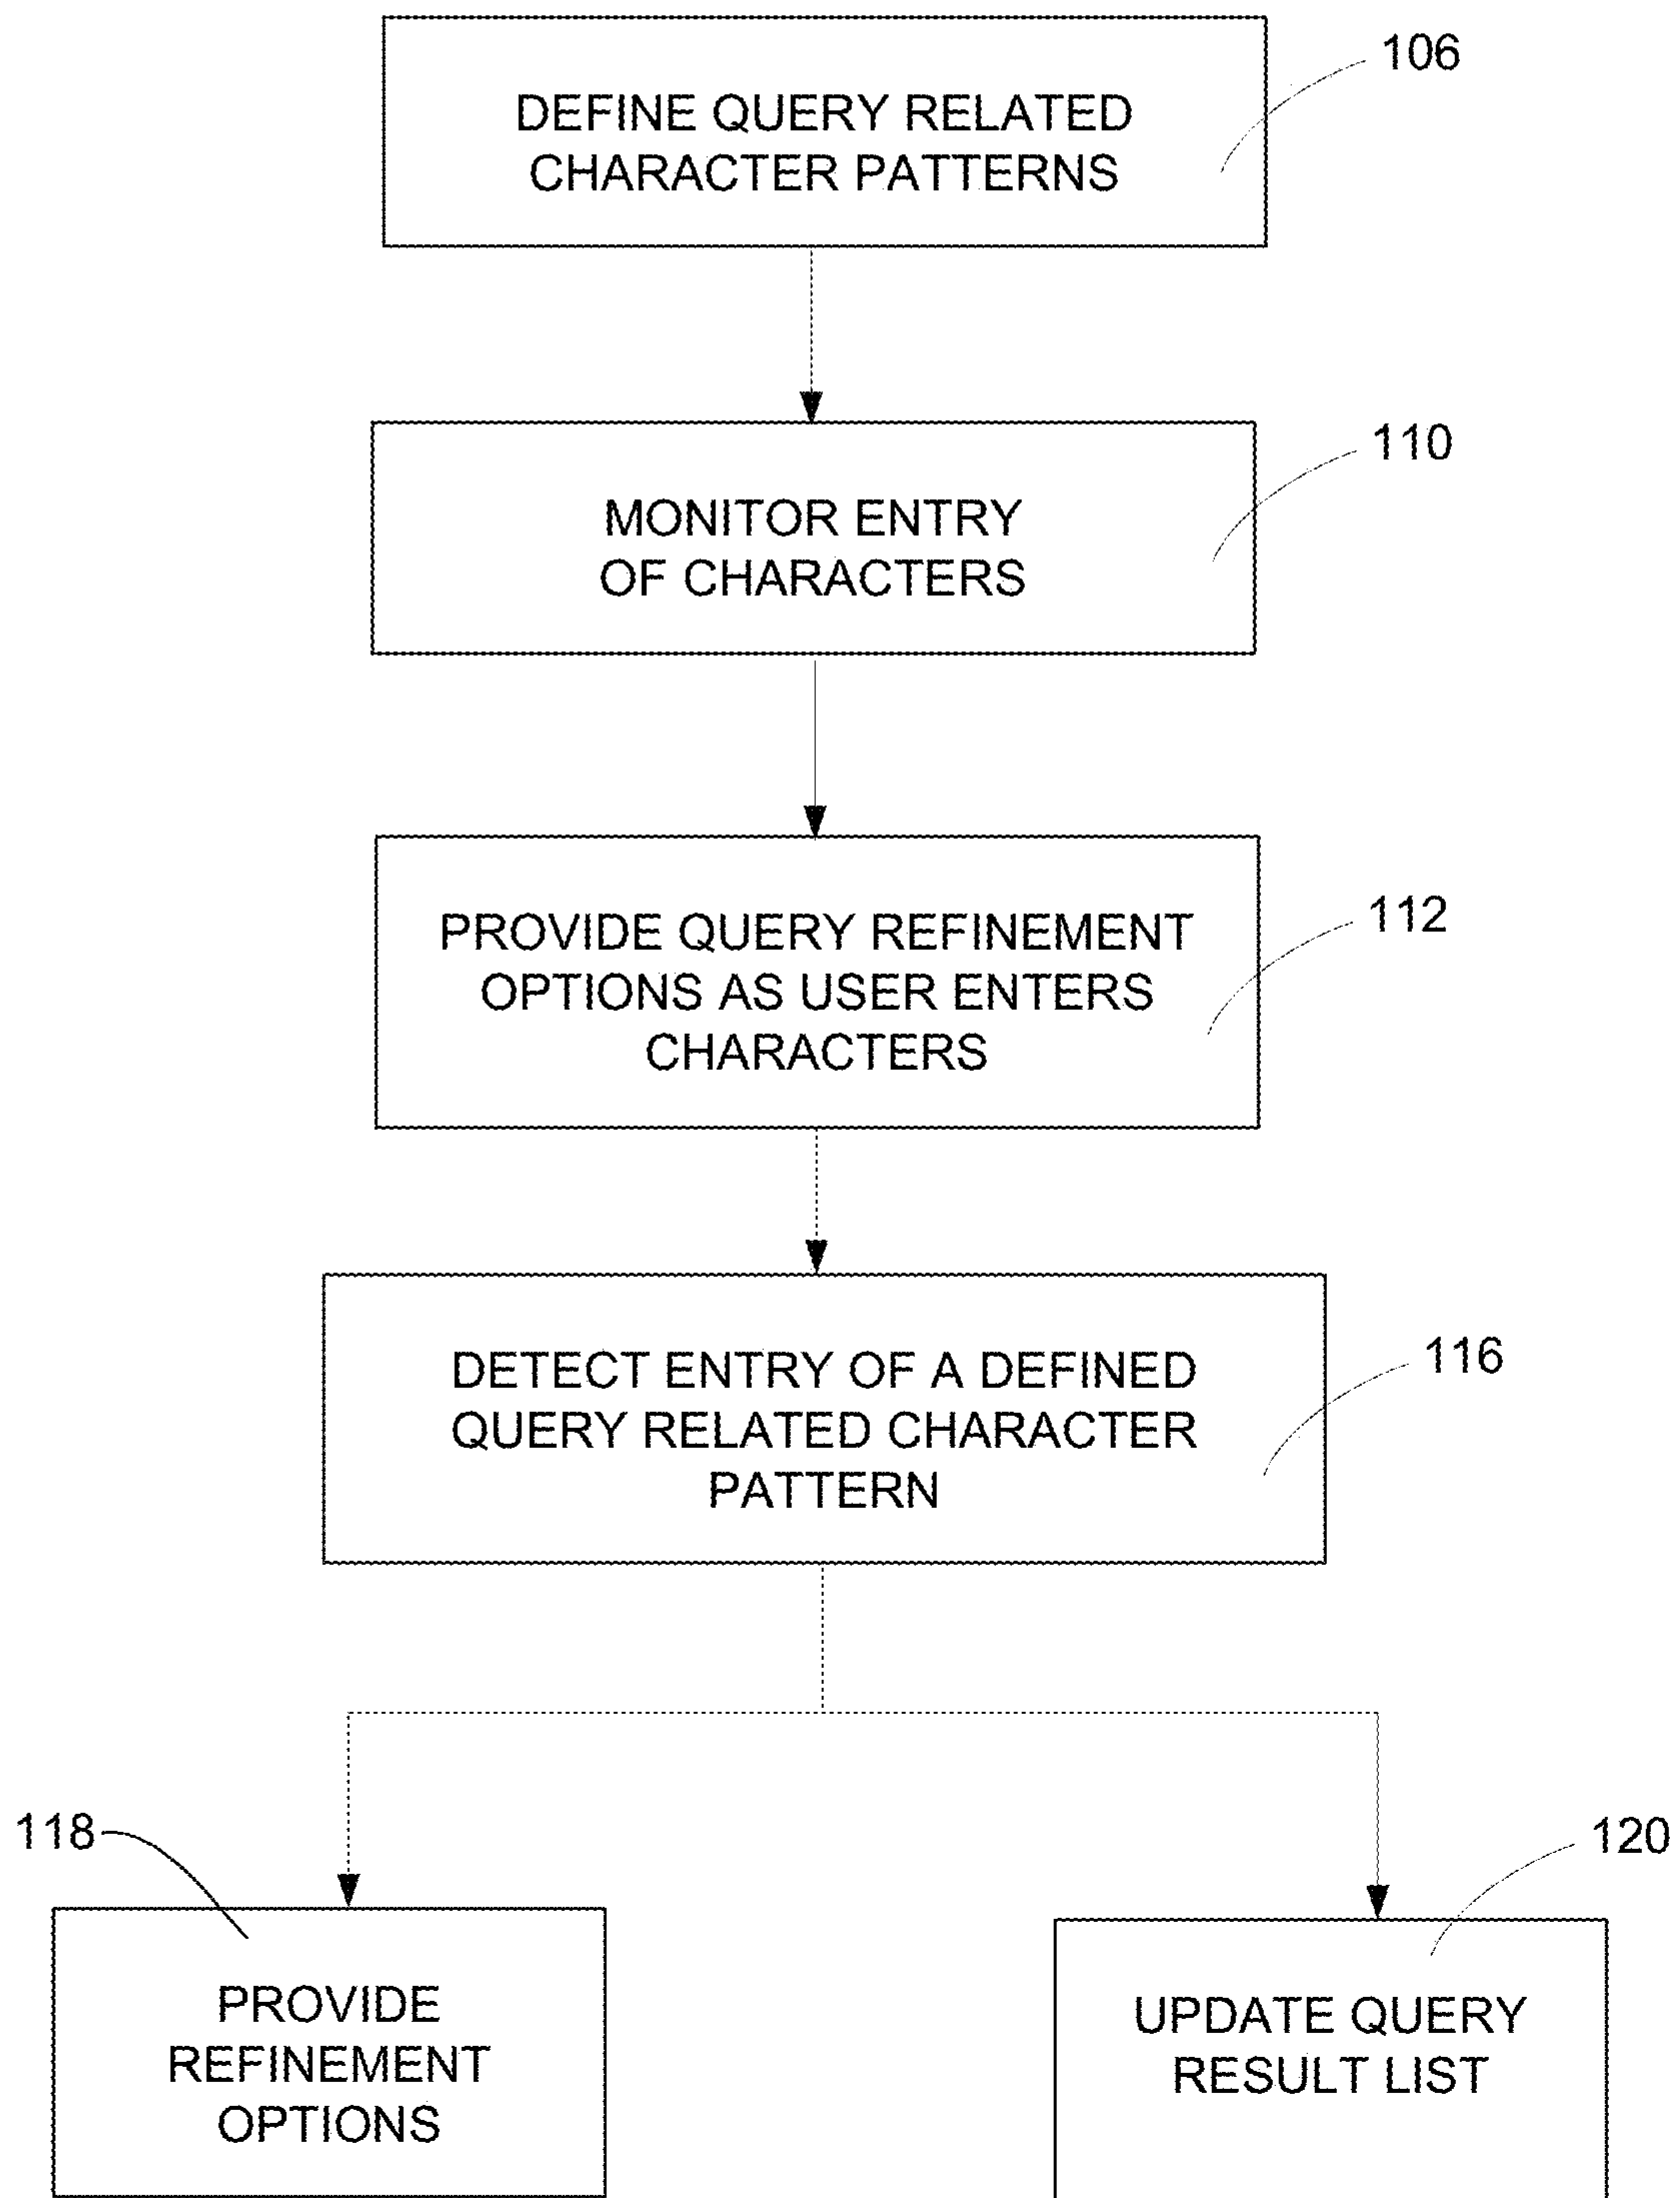 106
DEFINE QUERY RELATED
CHARACTER PATTERNS
110
MONITOR ENTRY
OF CHARACTERS
112
PROVIDE QUERY REFINEMENT
OPTIONS AS USER ENTERS
CHARACTERS
116
DETECT ENTRY OF A DEFINED
QUERY RELATED CHARACTER
PATTERN
118
PROVIDE
REFINEMENT
OPTIONS
120
UPDATE QUERY
RESULT LIST